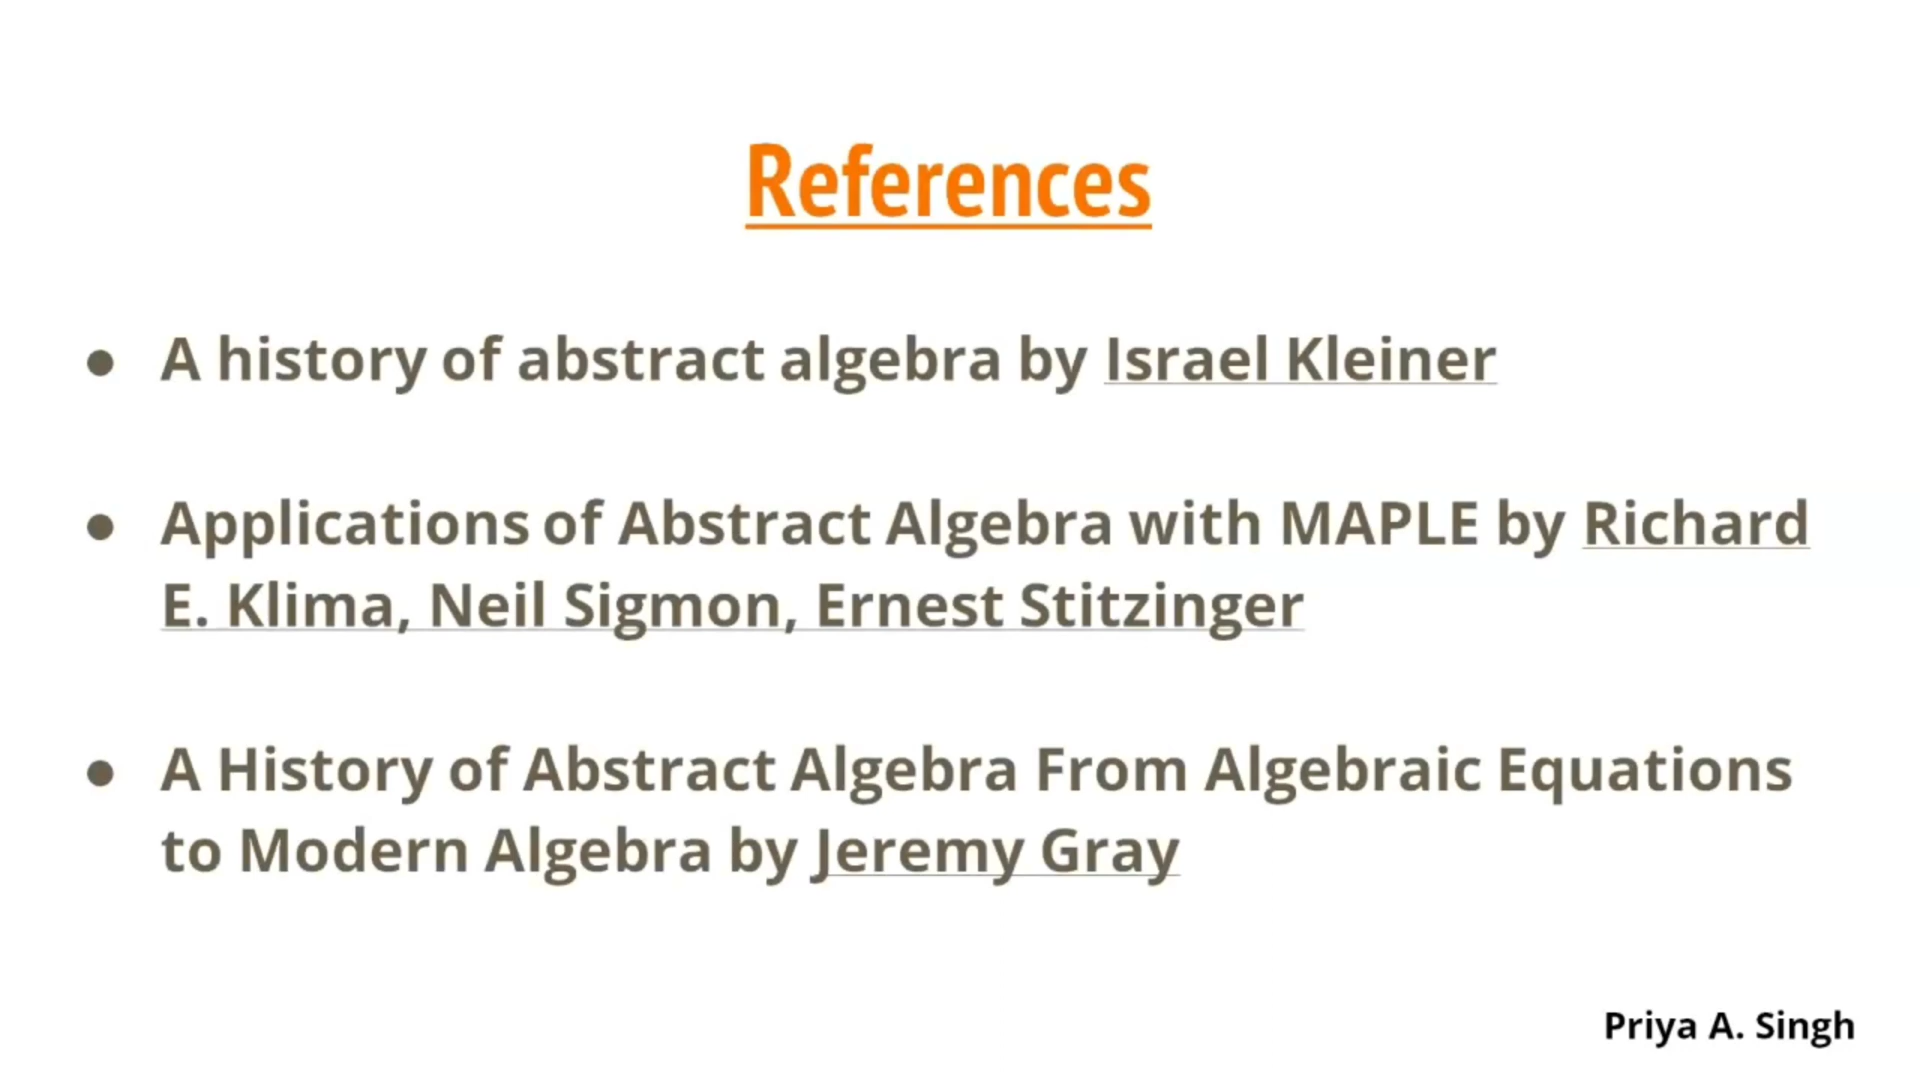 References
● A history of abstract algebra by Israel Kleiner
● Applications of Abstract Algebra with MAPLE by Richard
E. Klima, Neil Sigmon, Ernest Stitzinger
● A History of Abstract Algebra From Algebraic Equations
to Modern Algebra by Jeremy Gray
Priya A. Singh